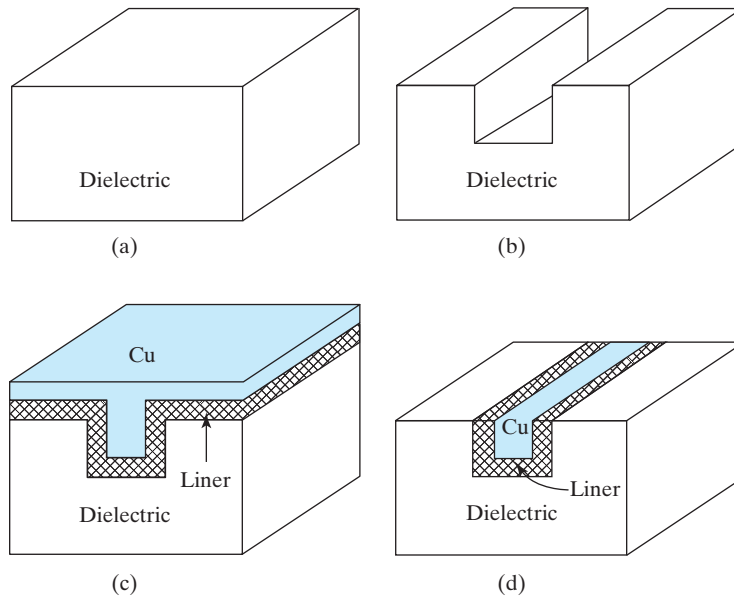 Dielectric
(a)
Dielectric
(b)
Cu
Liner
Dielectric
(c)
Cu
Liner
Dielectric
(d)